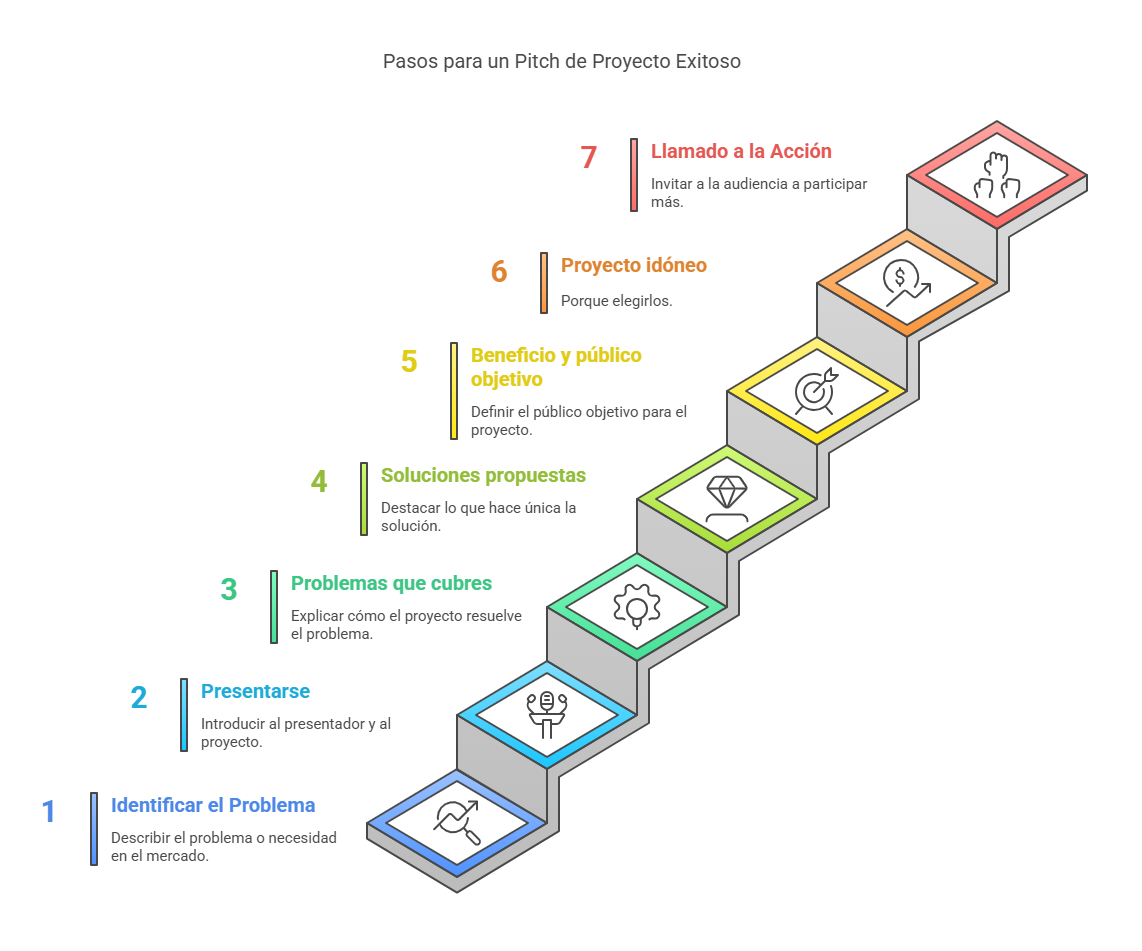 Pasos para un Pitch de Proyecto Exitoso
7
Llamado a la Acción
Invitar a la audiencia a participar
más.
6
Proyecto idóneo
Porque elegirlos.
5
Beneficio y público
objetivo
Definir el público objetivo para el
proyecto.
4
Soluciones propuestas
Destacar lo que hace única la
solución.
3
Problemas que cubres
Explicar cómo el proyecto resuelve
el problema.
2
Presentarse
Introducir al presentador y al
proyecto.
1
Identificar el Problema
Describir el problema o necesidad
en el mercado.
$